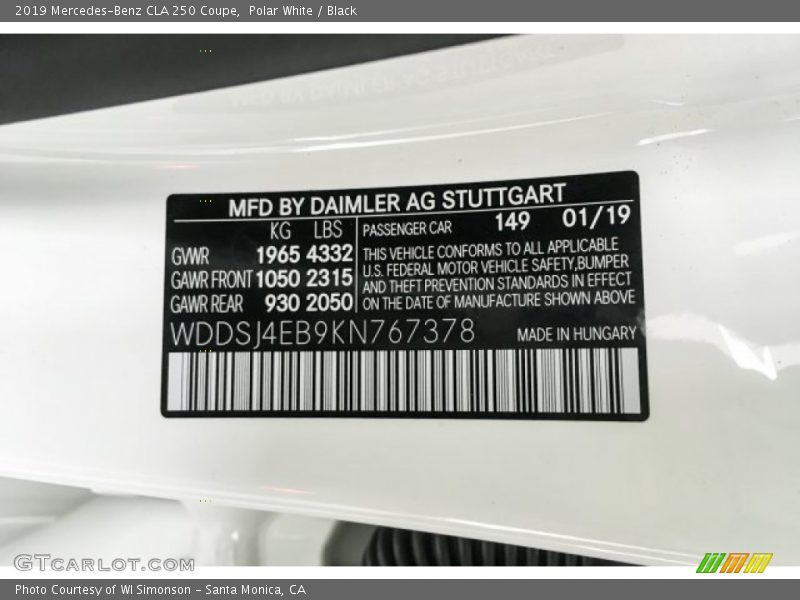 2019 Mercedes-Benz CLA 250 Coupe, Polar White / Black
MFD BY DAIMLER AG STUTTGART
KG LBS
GVWR 1965 4332
GAWR FRONT 1050 2315
GAWR REAR 930 2050
PASSENGER CAR 149 01/19
THIS VEHICLE CONFORMS TO ALL APPLICABLE
U.S. FEDERAL MOTOR VEHICLE SAFETY, BUMPER
AND THEFT PREVENTION STANDARDS IN EFFECT
ON THE DATE OF MANUFACTURE SHOWN ABOVE
WDDSJ4EB9KN767378 MADE IN HUNGARY
GTCARLOT.COM
Photo Courtesy of WI Simonson - Santa Monica, CA